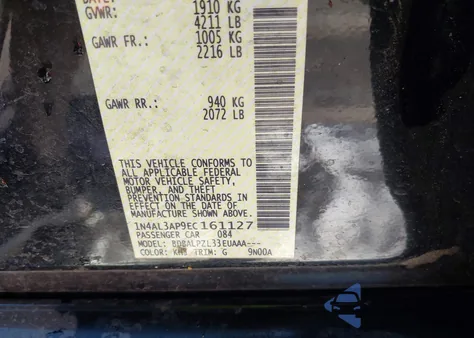 GVWR: 1910 KG
4211 LB
GAWR FR.: 1005 KG
2216 LB
GAWR RR.: 940 KG
2072 LB
THIS VEHICLE CONFORMS TO
ALL APPLICABLE FEDERAL
MOTOR VEHICLE SAFETY,
BUMPER, AND THEFT
PREVENTION STANDARDS IN
EFFECT ON THE DATE OF
MANUFACTURE SHOWN ABOVE.
1N4AL3AP9EC161127
PASSENGER CAR 084
MODEL: BDBALPZL33EUAAA---
COLOR: KH3 TRIM: G 9N00A